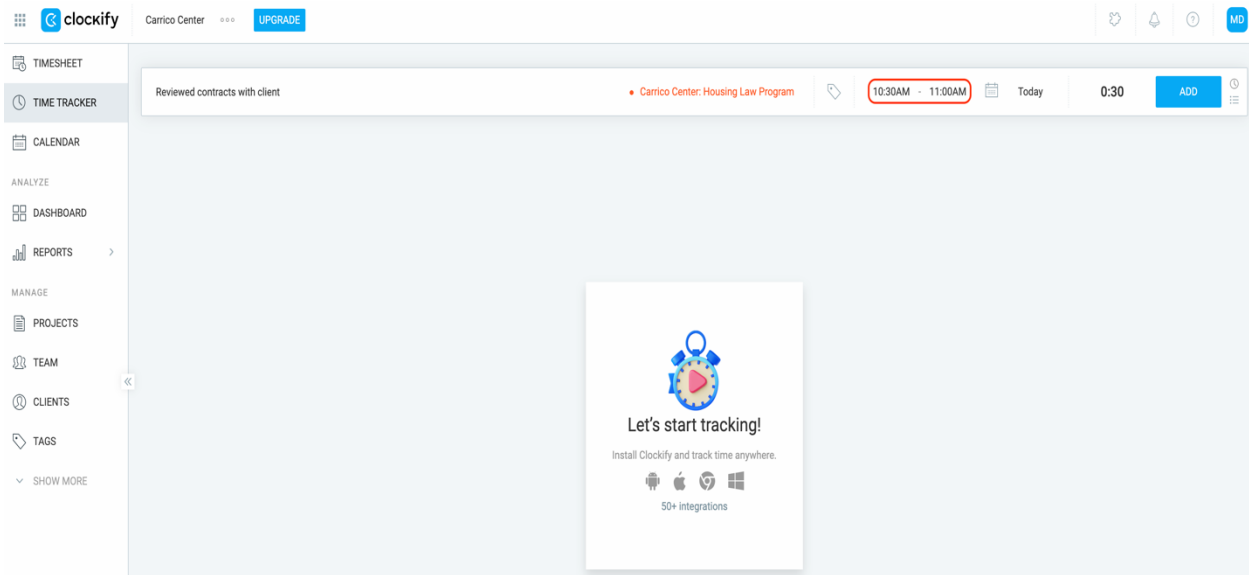 clockify
Carrico Center
UPGRADE
MD
TIMESHEET
TIME TRACKER
CALENDAR
ANALYZE
DASHBOARD
REPORTS
MANAGE
PROJECTS
TEAM
CLIENTS
TAGS
SHOW MORE
Reviewed contracts with client
Carrico Center: Housing Law Program
10:30AM - 11:00AM
Today
0:30
ADD
Let's start tracking!
Install Clockify and track time anywhere.
50+ integrations